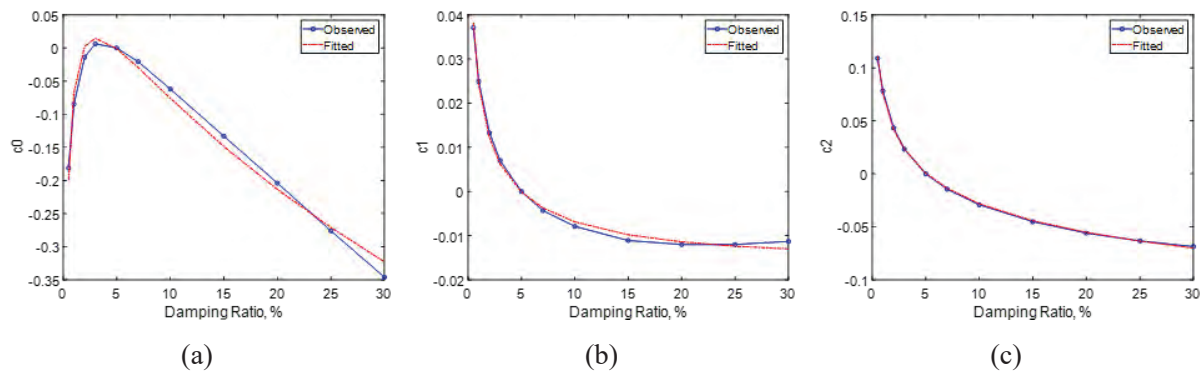 0.05
0
-0.05
-0.1
-0.15
-0.2
-0.25
-0.3
-0.35
c0
0 5 10 15 20 25 30
Damping Ratio, %
Observed
Fitted
(a)
0.04
0.03
0.02
0.01
0
-0.01
-0.02
c1
0 5 10 15 20 25 30
Damping Ratio, %
Observed
Fitted
(b)
0.15
0.1
0.05
0
-0.05
-0.1
c2
0 5 10 15 20 25 30
Damping Ratio, %
Observed
Fitted
(c)